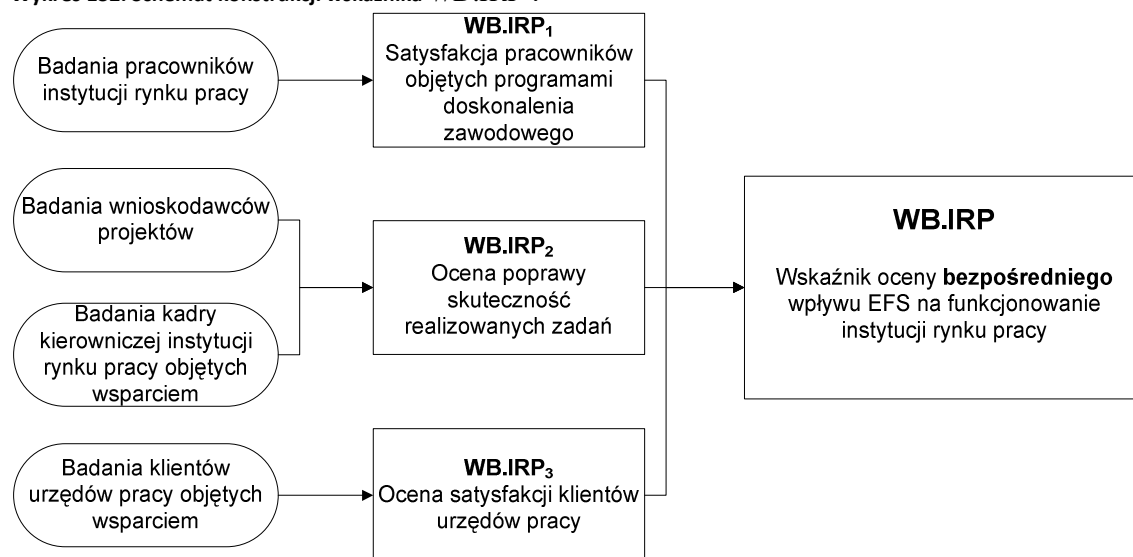 Badania pracowników
instytucji rynku pracy
WB.IRP₁
Satysfakcja pracowników
objętych programami
doskonalenia
zawodowego
Badania wnioskodawców
projektów
Badania kadry
kierowniczej instytucji
rynku pracy objętych
wsparciem
WB.IRP₂
Ocena poprawy
skuteczność
realizowanych zadań
Badania klientów
urzędów pracy objętych
wsparciem
WB.IRP₃
Ocena satysfakcji klientów
urzędów pracy
WB.IRP
Wskaźnik oceny bezpośredniego
wpływu EFS na funkcjonowanie
instytucji rynku pracy